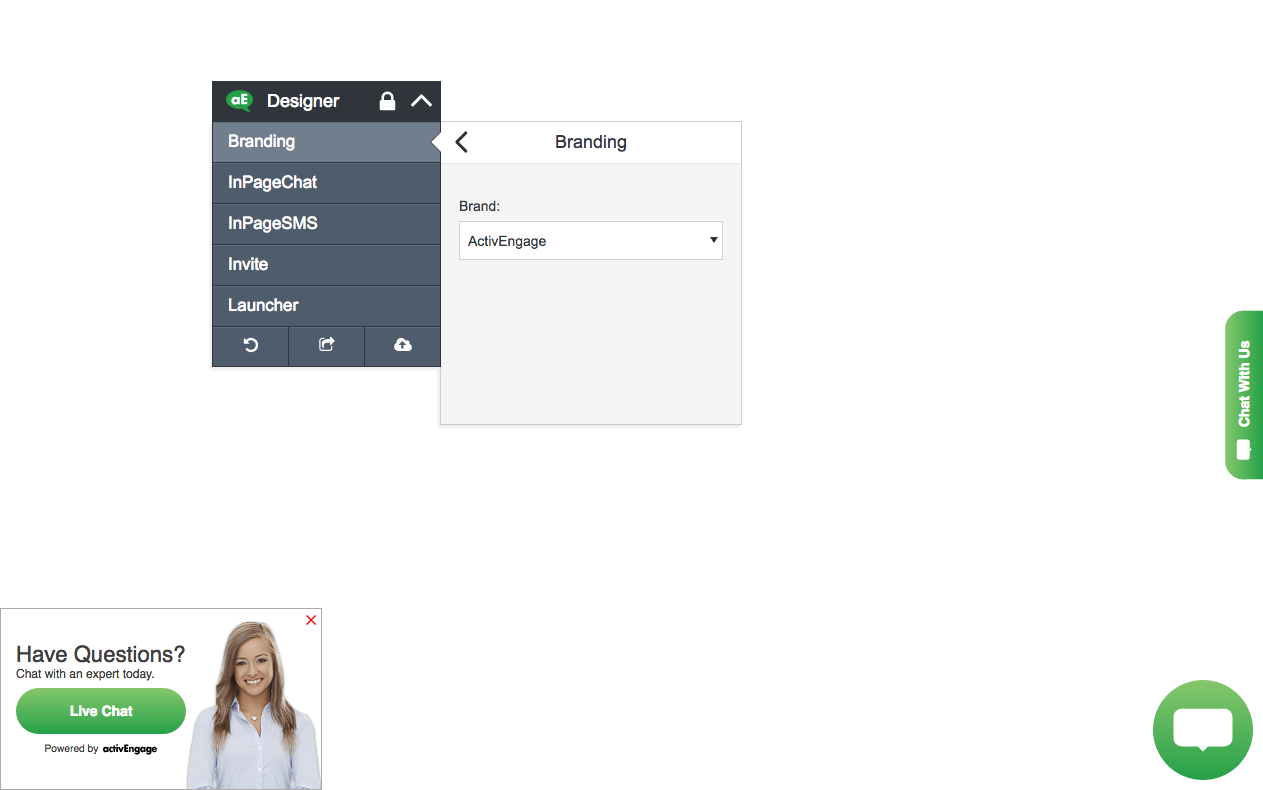 aE Designer
Branding
InPageChat
InPageSMS
Invite
Launcher
Branding
Brand:
ActivEngage
Chat With Us
Have Questions?
Chat with an expert today.
Live Chat
Powered by activEngage